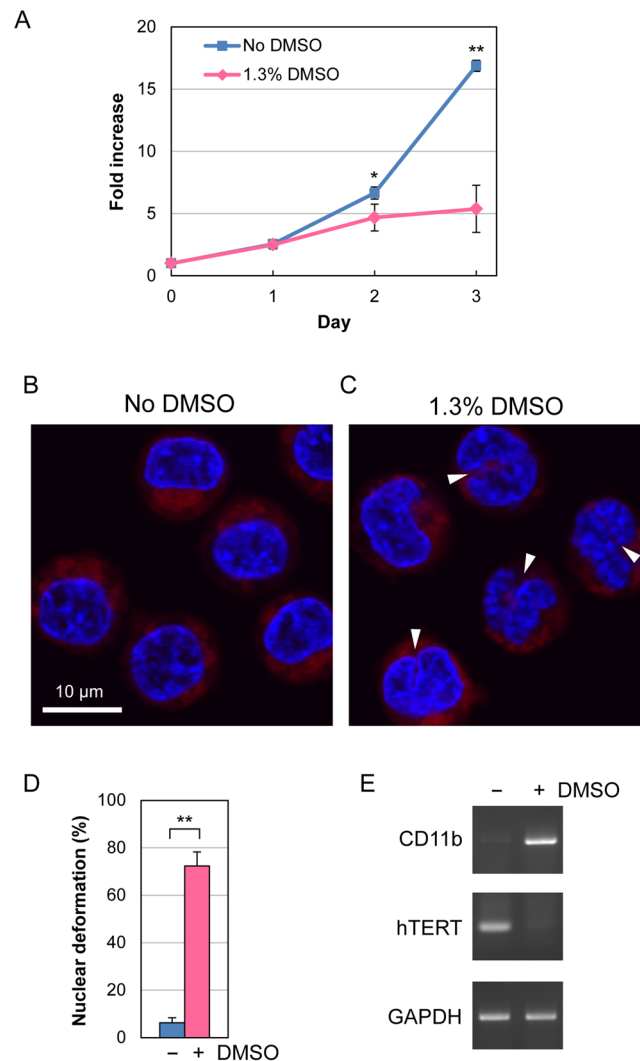 A
No DMSO
1.3% DMSO
20
15
10
5
0
Fold increase
*
**
0 1 2 3
Day
B
No DMSO
C
1.3% DMSO
10 µm
D
100
80
60
40
20
0
Nuclear deformation (%)
**
− + DMSO
E
− + DMSO
CD11b
hTERT
GAPDH